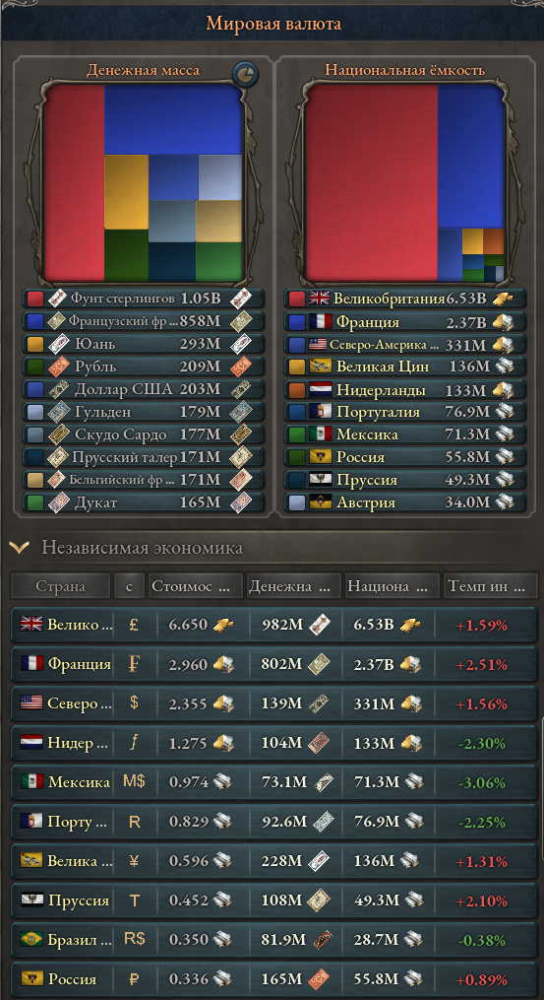 Мировая валюта
Денежная масса
Фунт стерлингов 1.05B
Французский фр ... 858M
Юань 293M
Рубль 209M
Доллар США 203M
Гульден 179M
Скудо Сардо 177M
Прусский талер 171M
Бельгийский фр ... 171M
Дукат 165M
Национальная ёмкость
Великобритания 6.53B
Франция 2.37B
Северо-Америка ... 331M
Великая Цин 136M
Нидерланды 133M
Португалия 76.9M
Мексика 71.3M
Россия 55.8M
Пруссия 49.3M
Австрия 34.0M
Независимая экономика
Страна с Стоимос ... Денежна ... Национа ... Темп ин ...
Велико ... £ 6.650 982M 6.53B +1.59%
Франция ₣ 2.960 802M 2.37B +2.51%
Северо ... $ 2.355 139M 331M +1.56%
Нидер ... ƒ 1.275 104M 133M -2.30%
Мексика M$ 0.974 73.1M 71.3M -3.06%
Порту ... R 0.829 92.6M 76.9M -2.25%
Велика ... ¥ 0.596 228M 136M +1.31%
Пруссия T 0.452 108M 49.3M +2.10%
Бразил ... R$ 0.350 81.9M 28.7M -0.38%
Россия ₽ 0.336 165M 55.8M +0.89%